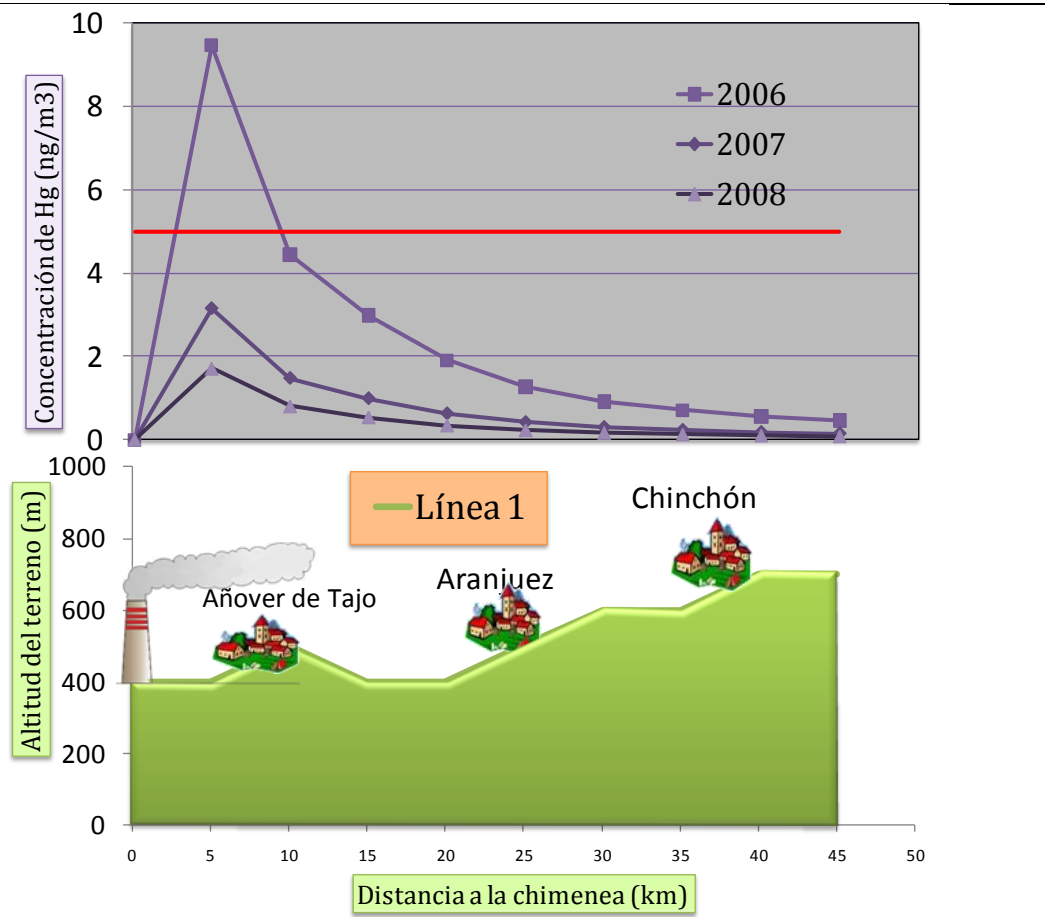 Concentración de Hg (ng/m3)
10
8
6
4
2
0
2006
2007
2008
Altitud del terreno (m)
1000
800
600
400
200
0
Línea 1
Chinchón
Aranjuez
Añover de Tajo
0 5 10 15 20 25 30 35 40 45 50
Distancia a la chimenea (km)